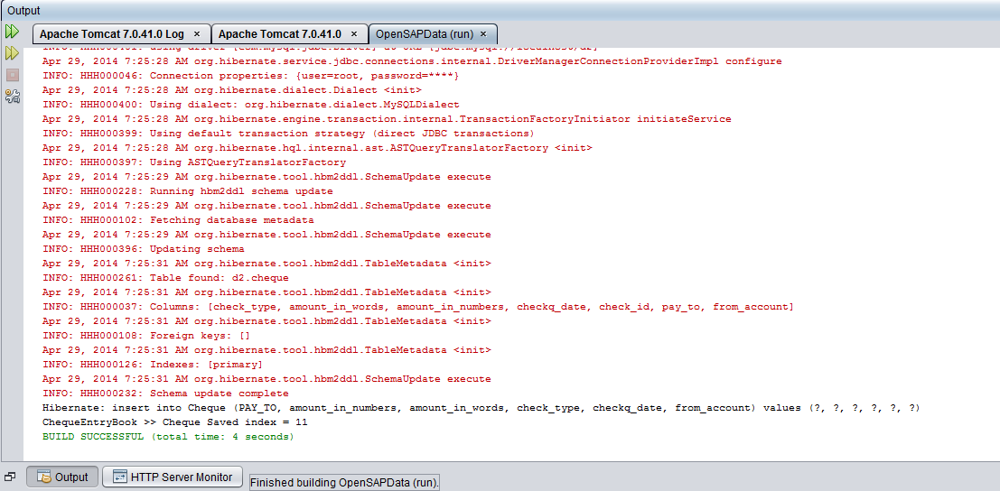 Output
Apache Tomcat 7.0.41.0 Log × Apache Tomcat 7.0.41.0 × OpenSAPData (run) ×
Apr 29, 2014 7:25:28 AM org.hibernate.service.jdbc.connections.internal.DriverManagerConnectionProviderImpl configure
INFO: HHH000046: Connection properties: {user=root, password=****}
Apr 29, 2014 7:25:28 AM org.hibernate.dialect.Dialect <init>
INFO: HHH000400: Using dialect: org.hibernate.dialect.MySQLDialect
Apr 29, 2014 7:25:28 AM org.hibernate.engine.transaction.internal.TransactionFactoryInitiator initiateService
INFO: HHH000399: Using default transaction strategy (direct JDBC transactions)
Apr 29, 2014 7:25:28 AM org.hibernate.hql.internal.ast.ASTQueryTranslatorFactory <init>
INFO: HHH000397: Using ASTQueryTranslatorFactory
Apr 29, 2014 7:25:29 AM org.hibernate.tool.hbm2ddl.SchemaUpdate execute
INFO: HHH000228: Running hbm2ddl schema update
Apr 29, 2014 7:25:29 AM org.hibernate.tool.hbm2ddl.SchemaUpdate execute
INFO: HHH000102: Fetching database metadata
Apr 29, 2014 7:25:29 AM org.hibernate.tool.hbm2ddl.SchemaUpdate execute
INFO: HHH000396: Updating schema
Apr 29, 2014 7:25:31 AM org.hibernate.tool.hbm2ddl.TableMetadata <init>
INFO: HHH000261: Table found: d2.cheque
Apr 29, 2014 7:25:31 AM org.hibernate.tool.hbm2ddl.TableMetadata <init>
INFO: HHH000037: Columns: [check_type, amount_in_words, amount_in_numbers, checkq_date, check_id, pay_to, from_account]
Apr 29, 2014 7:25:31 AM org.hibernate.tool.hbm2ddl.TableMetadata <init>
INFO: HHH000108: Foreign keys: []
Apr 29, 2014 7:25:31 AM org.hibernate.tool.hbm2ddl.TableMetadata <init>
INFO: HHH000126: Indexes: [primary]
Apr 29, 2014 7:25:31 AM org.hibernate.tool.hbm2ddl.SchemaUpdate execute
INFO: HHH000232: Schema update complete
Hibernate: insert into Cheque (PAY_TO, amount_in_numbers, amount_in_words, check_type, checkq_date, from_account) values (?, ?, ?, ?, ?, ?)
ChequeEntryBook >> Cheque Saved index = 11
BUILD SUCCESSFUL (total time: 4 seconds)
Output HTTP Server Monitor Finished building OpenSAPData (run).